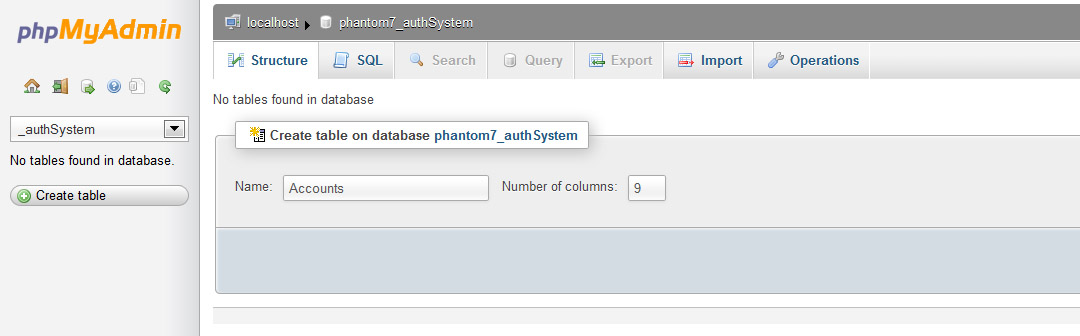 phpMyAdmin
_authSystem
No tables found in database.
Create table
localhost phantom7_authSystem
Structure SQL Search Query Export Import Operations
No tables found in database
Create table on database phantom7_authSystem
Name: Accounts Number of columns: 9